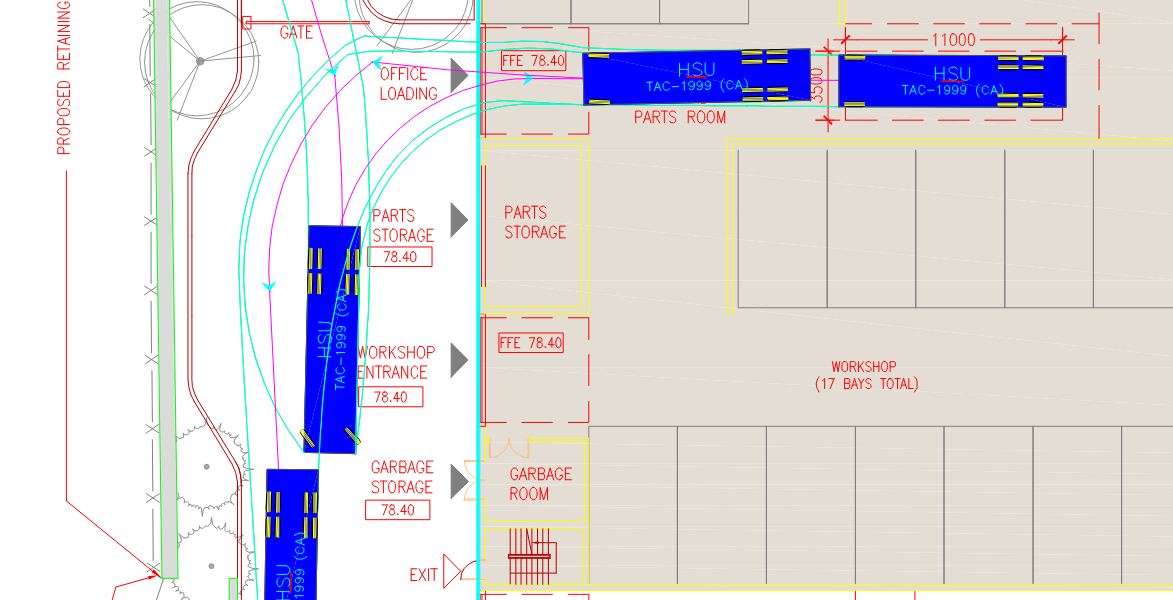 PROPOSED RETAINING
GATE
OFFICE
LOADING
FFE 78.40
HSU
TAC-1999 (CA)
3500
11000
HSU
TAC-1999 (CA)
PARTS ROOM
PARTS
STORAGE
78.40
PARTS
STORAGE
HSU
TAC-1999 (CA)
WORKSHOP
ENTRANCE
78.40
FFE 78.40
WORKSHOP
(17 BAYS TOTAL)
GARBAGE
STORAGE
78.40
GARBAGE
ROOM
EXIT
HSU
1999 (CA)